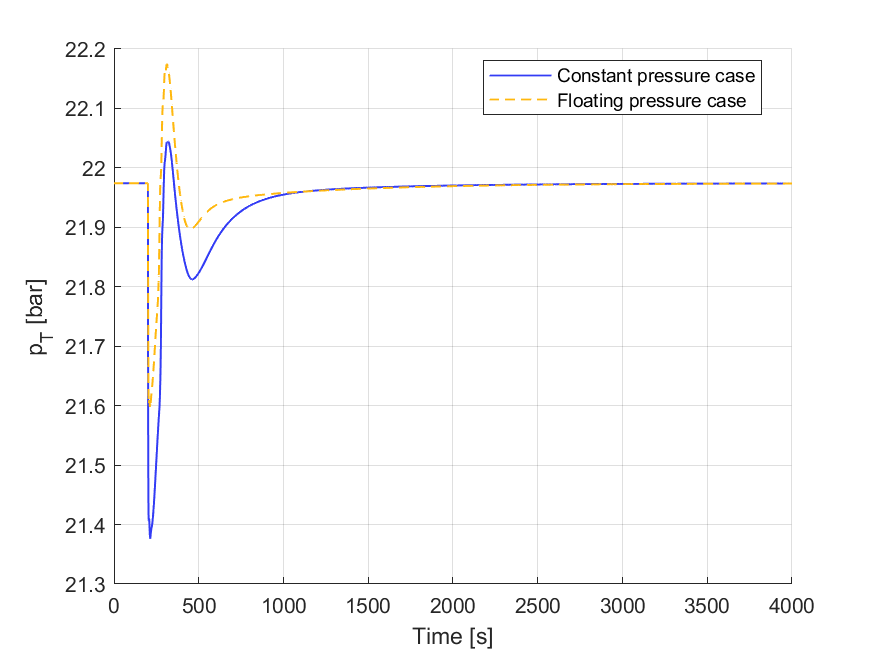 22.2
22.1
22
21.9
21.8
21.7
21.6
21.5
21.4
21.3
p_T [bar]
Constant pressure case
Floating pressure case
0 500 1000 1500 2000 2500 3000 3500 4000
Time [s]